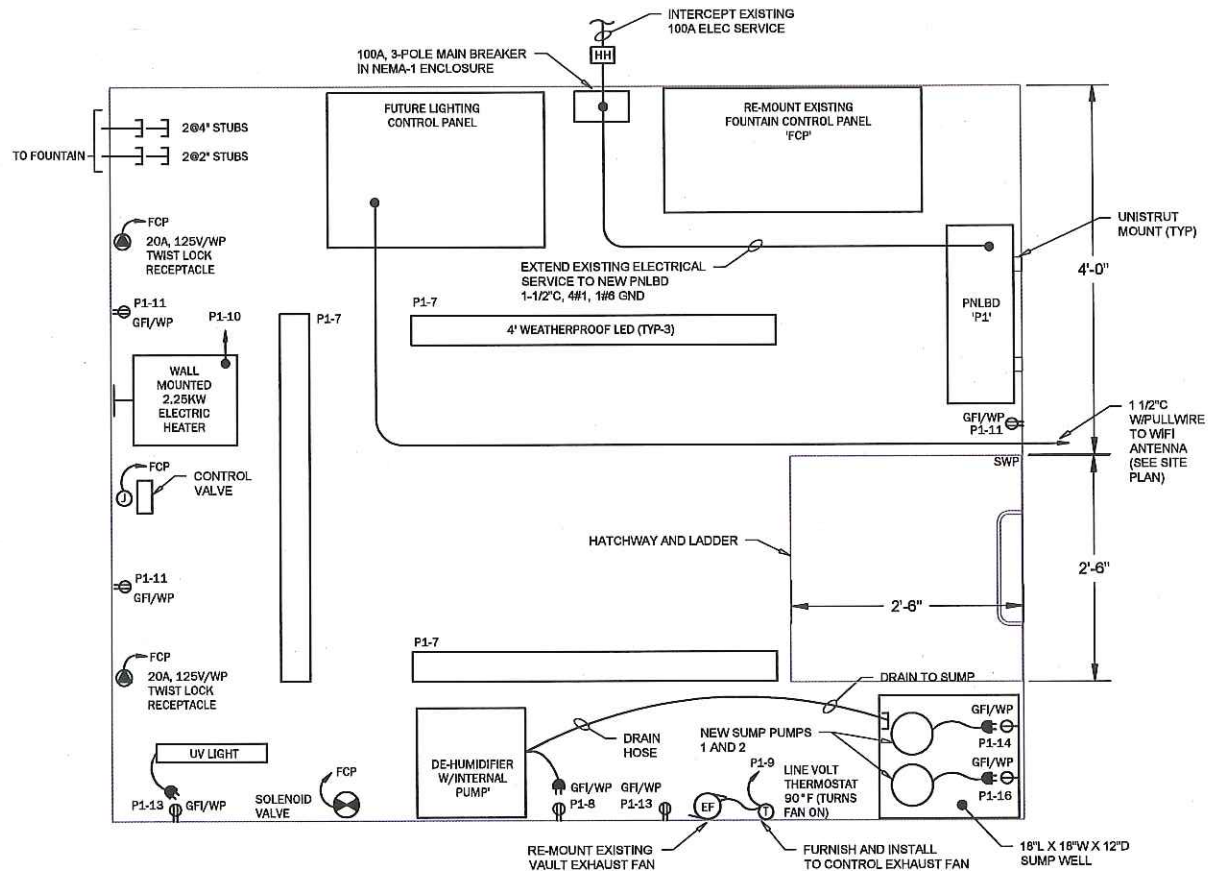 INTERCEPT EXISTING
100A ELEC SERVICE
HH
100A, 3-POLE MAIN BREAKER
IN NEMA-1 ENCLOSURE
FUTURE LIGHTING
CONTROL PANEL
RE-MOUNT EXISTING
FOUNTAIN CONTROL PANEL
'FCP'
2@4" STUBS
TO FOUNTAIN
2@2" STUBS
FCP
20A, 125V/WP
TWIST LOCK
RECEPTACLE
UNISTRUT
MOUNT (TYP)
4'-0"
EXTEND EXISTING ELECTRICAL
SERVICE TO NEW PNLBD
1-1/2"C, 4#1, 1#6 GND
PNLBD
'P1'
P1-11
GFI/WP
P1-10
P1-7
P1-7
4' WEATHERPROOF LED (TYP-3)
WALL
MOUNTED
2.25KW
ELECTRIC
HEATER
GFI/WP
P1-11
1 1/2"C
W/PULLWIRE
TO WIFI
ANTENNA
(SEE SITE
PLAN)
SWP
FCP
J
CONTROL
VALVE
HATCHWAY AND LADDER
2'-6"
2'-6"
P1-11
GFI/WP
P1-7
FCP
20A, 125V/WP
TWIST LOCK
RECEPTACLE
DRAIN TO SUMP
UV LIGHT
DE-HUMIDIFIER
W/INTERNAL
PUMP'
DRAIN
HOSE
NEW SUMP PUMPS
1 AND 2
GFI/WP
P1-14
GFI/WP
P1-16
P1-13
GFI/WP
SOLENOID
VALVE
FCP
GFI/WP
P1-8
GFI/WP
P1-13
EF
P1-9
T
LINE VOLT
THERMOSTAT
90°F (TURNS
FAN ON)
RE-MOUNT EXISTING
VAULT EXHAUST FAN
FURNISH AND INSTALL
TO CONTROL EXHAUST FAN
18"L X 18"W X 12"D
SUMP WELL